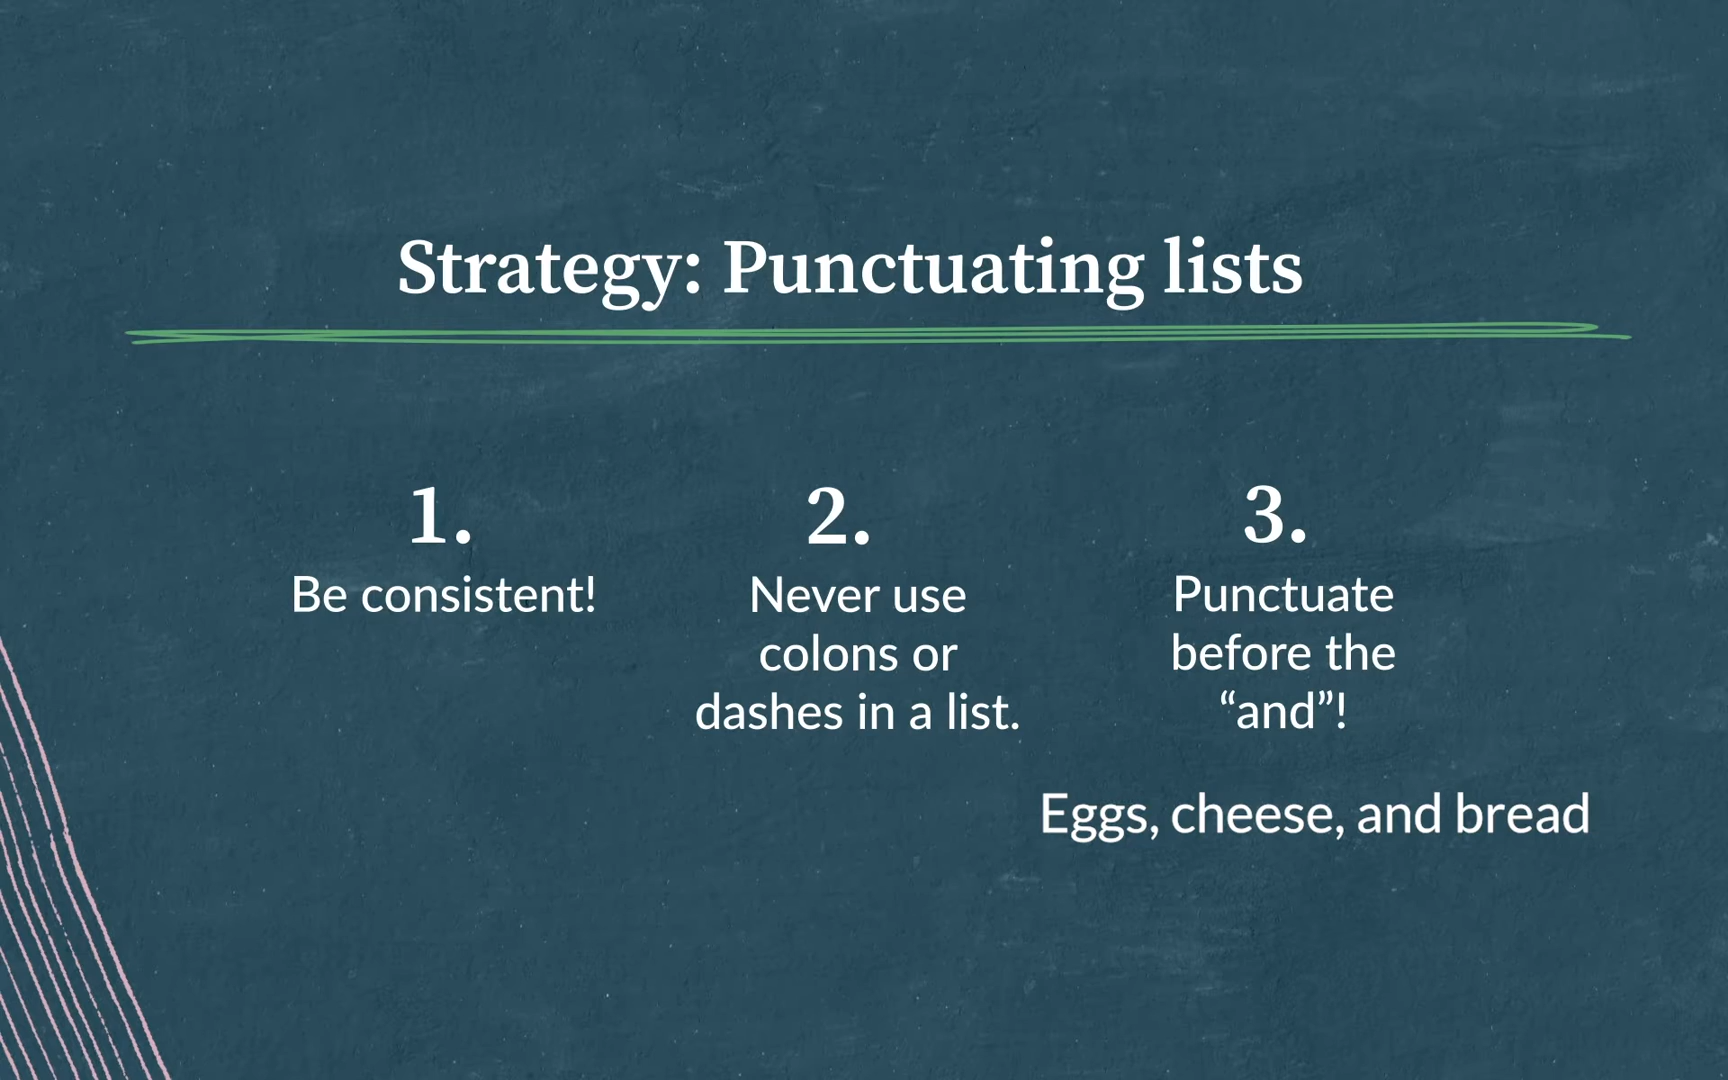 Strategy: Punctuating lists
1.
Be consistent!
2.
Never use
colons or
dashes in a list.
3.
Punctuate
before the
“and”!
Eggs, cheese, and bread